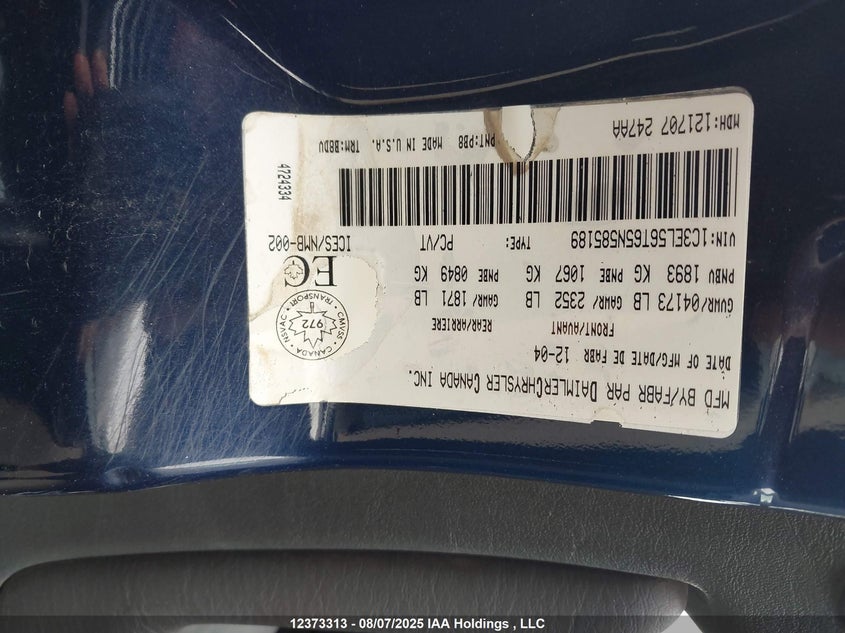 MFD BY/FABR PAR DAIMLERCHRYSLER CANADA INC.
DATE OF MFG/DATE DE FABR 12-04
FRONT/AVANT REAR/ARRIERE
GVWR/04173 LB GAWR/ 2352 LB GAWR/ 1871 LB
PNBV 1893 KG PNBE 1067 KG PNBE 0849 KG
VIN:1C3EL56T65N585189 TYPE: PC/VT ICES/NMB-002
MDH:121707 247AA PNT:PB8 MADE IN U.S.A. TRM:BBDV
4724334
CANADA
NSVAC
TRANSPORT
CMVSS
972
EC
12373313 - 08/07/2025 IAA Holdings , LLC